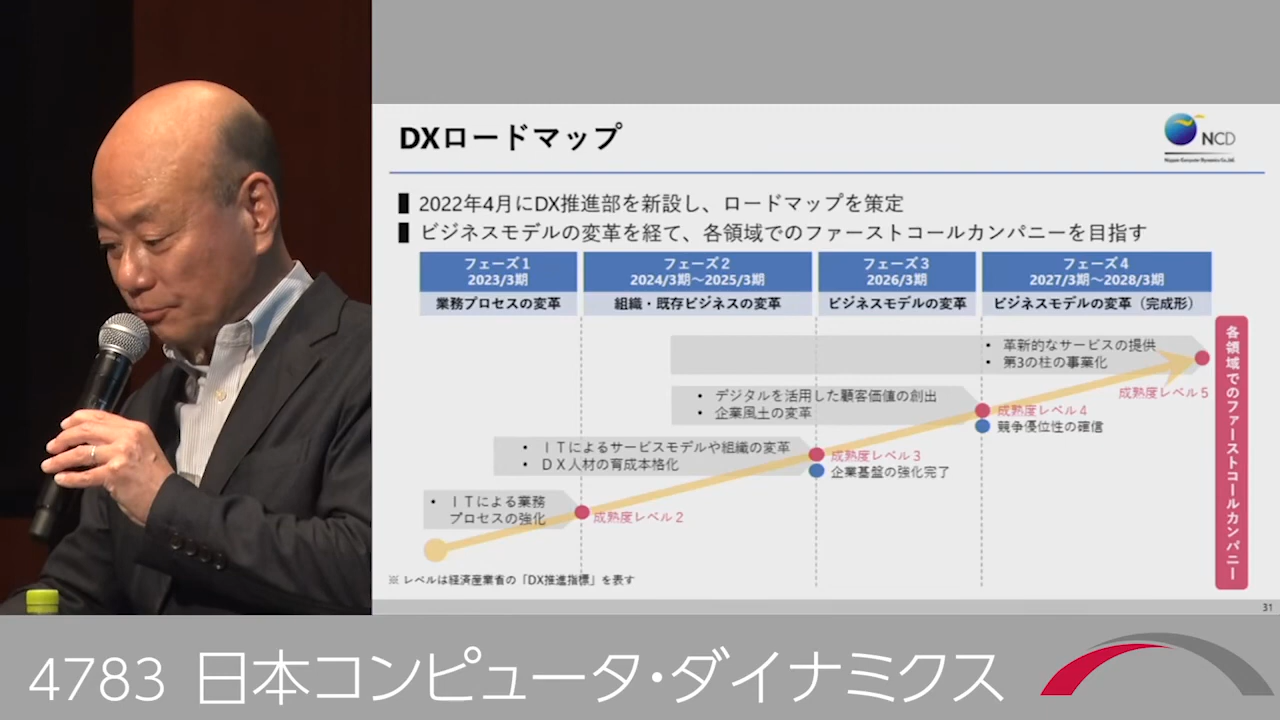 DXロードマップ
NCD
Nippon Computer Dynamics Co.,Ltd.
■ 2022年4月にDX推進部を新設し、ロードマップを策定
■ ビジネスモデルの変革を経て、各領域でのファーストコールカンパニーを目指す
フェーズ1
2023/3期
業務プロセスの変革
フェーズ2
2024/3期～2025/3期
組織・既存ビジネスの変革
フェーズ3
2026/3期
ビジネスモデルの変革
フェーズ4
2027/3期～2028/3期
ビジネスモデルの変革（完成形）
• 革新的なサービスの提供
• 第3の柱の事業化
成熟度レベル5
• デジタルを活用した顧客価値の創出
• 企業風土の変革
成熟度レベル4
競争優位性の確信
• ＩＴによるサービスモデルや組織の変革
• ＤＸ人材の育成本格化
成熟度レベル3
企業基盤の強化完了
• ＩＴによる業務
プロセスの強化
成熟度レベル2
各領域でのファーストコールカンパニー
※ レベルは経済産業省の「DX推進指標」を表す
31
4783 日本コンピュータ・ダイナミクス